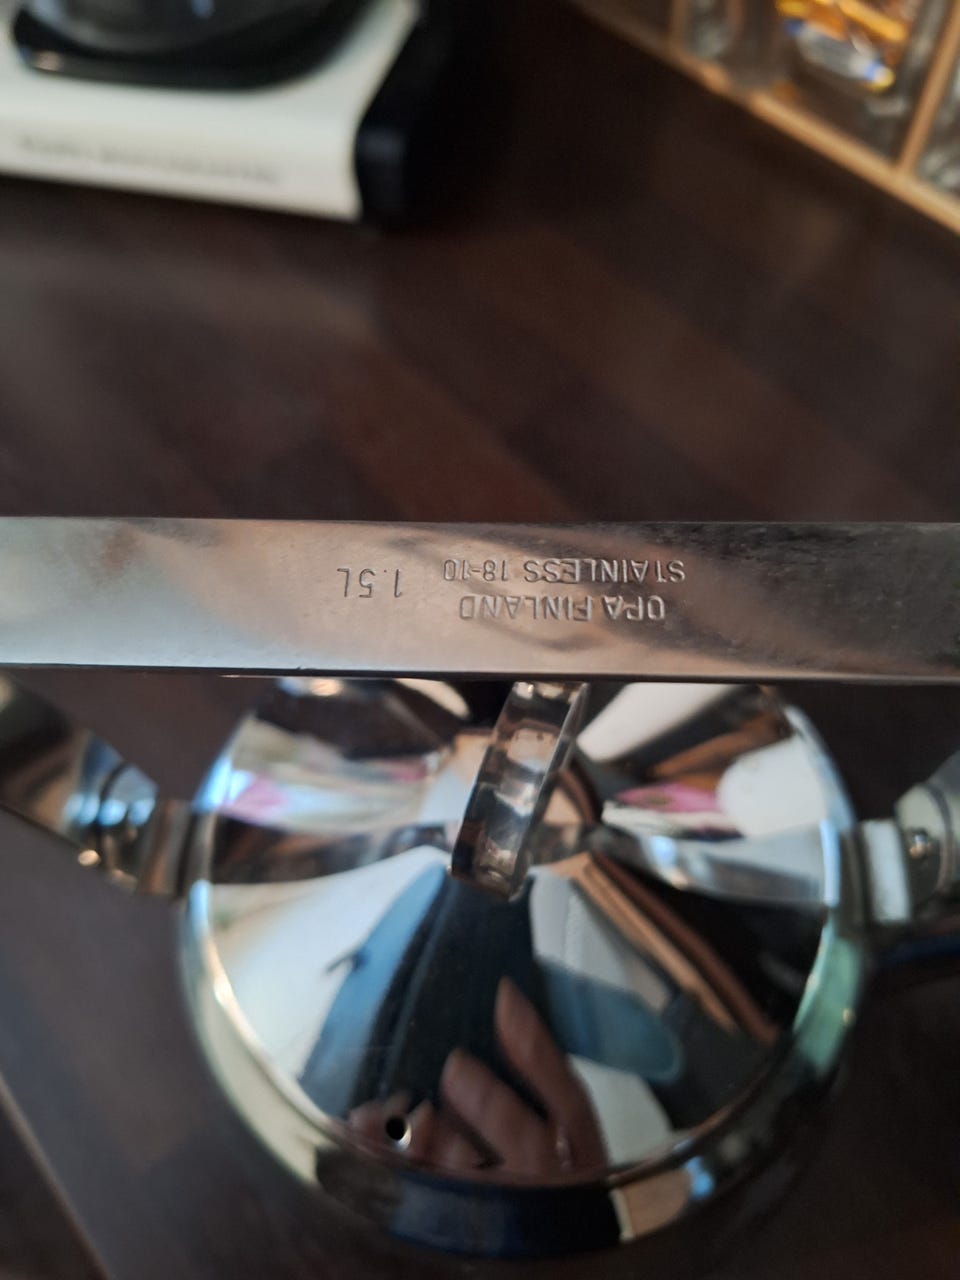 OPA FINLAND
STAINLESS 18-10
1.5L